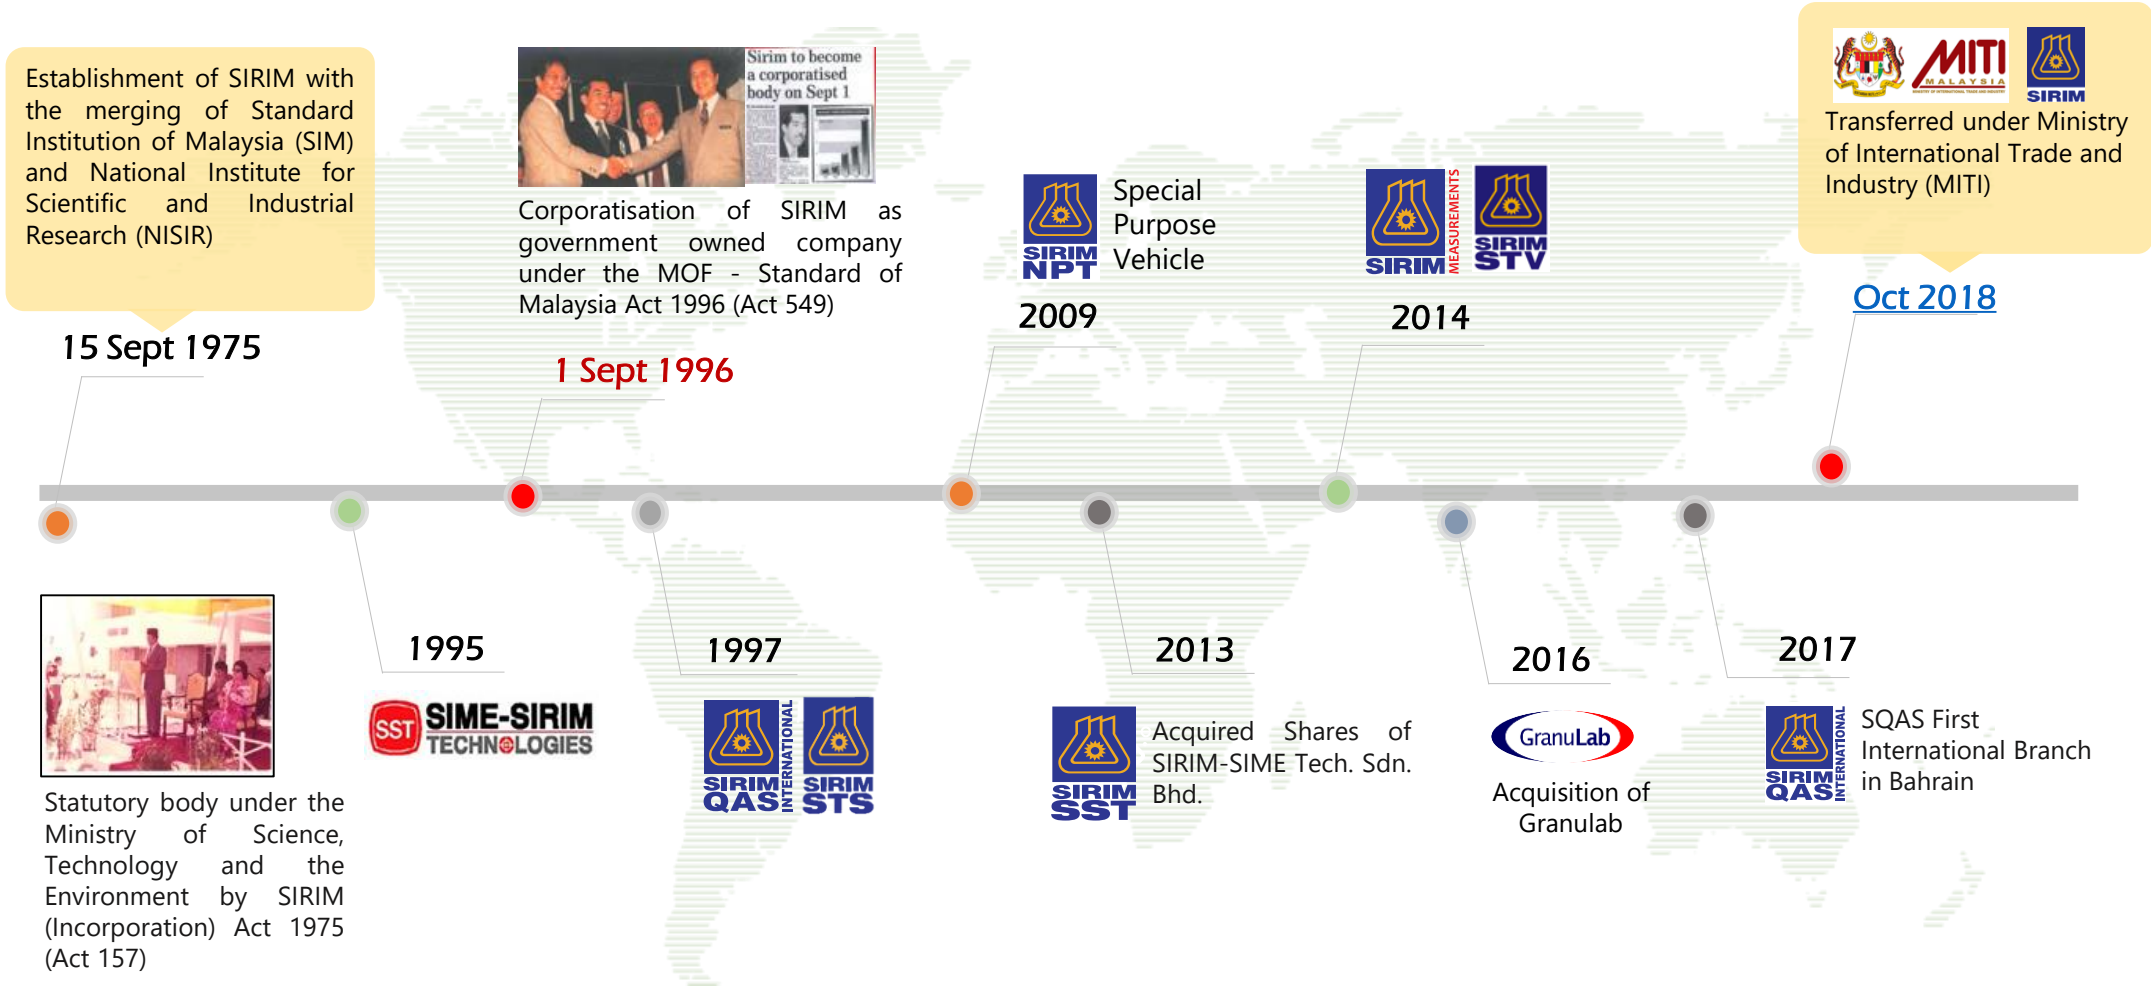 Establishment of SIRIM with
the merging of Standard
Institution of Malaysia (SIM)
and National Institute for
Scientific and Industrial
Research (NISIR)
15 Sept 1975
Statutory body under the
Ministry of Science,
Technology and the
Environment by SIRIM
(Incorporation) Act 1975
(Act 157)
1995
SST
SIME-SIRIM
TECHNOLOGIES
Sirim to become
a corporatised
body on Sept 1
Corporatisation of SIRIM as
government owned company
under the MOF - Standard of
Malaysia Act 1996 (Act 549)
1 Sept 1996
1997
SIRIM
QAS
INTERNATIONAL
SIRIM
STS
SIRIM
NPT
Special
Purpose
Vehicle
2009
2013
SIRIM
SST
Acquired Shares of
SIRIM-SIME Tech. Sdn.
Bhd.
SIRIM
MEASUREMENTS
SIRIM
STV
2014
2016
GranuLab
Acquisition of
Granulab
2017
SIRIM
QAS
INTERNATIONAL
SQAS First
International Branch
in Bahrain
MITI
MALAYSIA
MINISTRY OF INTERNATIONAL TRADE AND INDUSTRY
SIRIM
Transferred under Ministry
of International Trade and
Industry (MITI)
Oct 2018